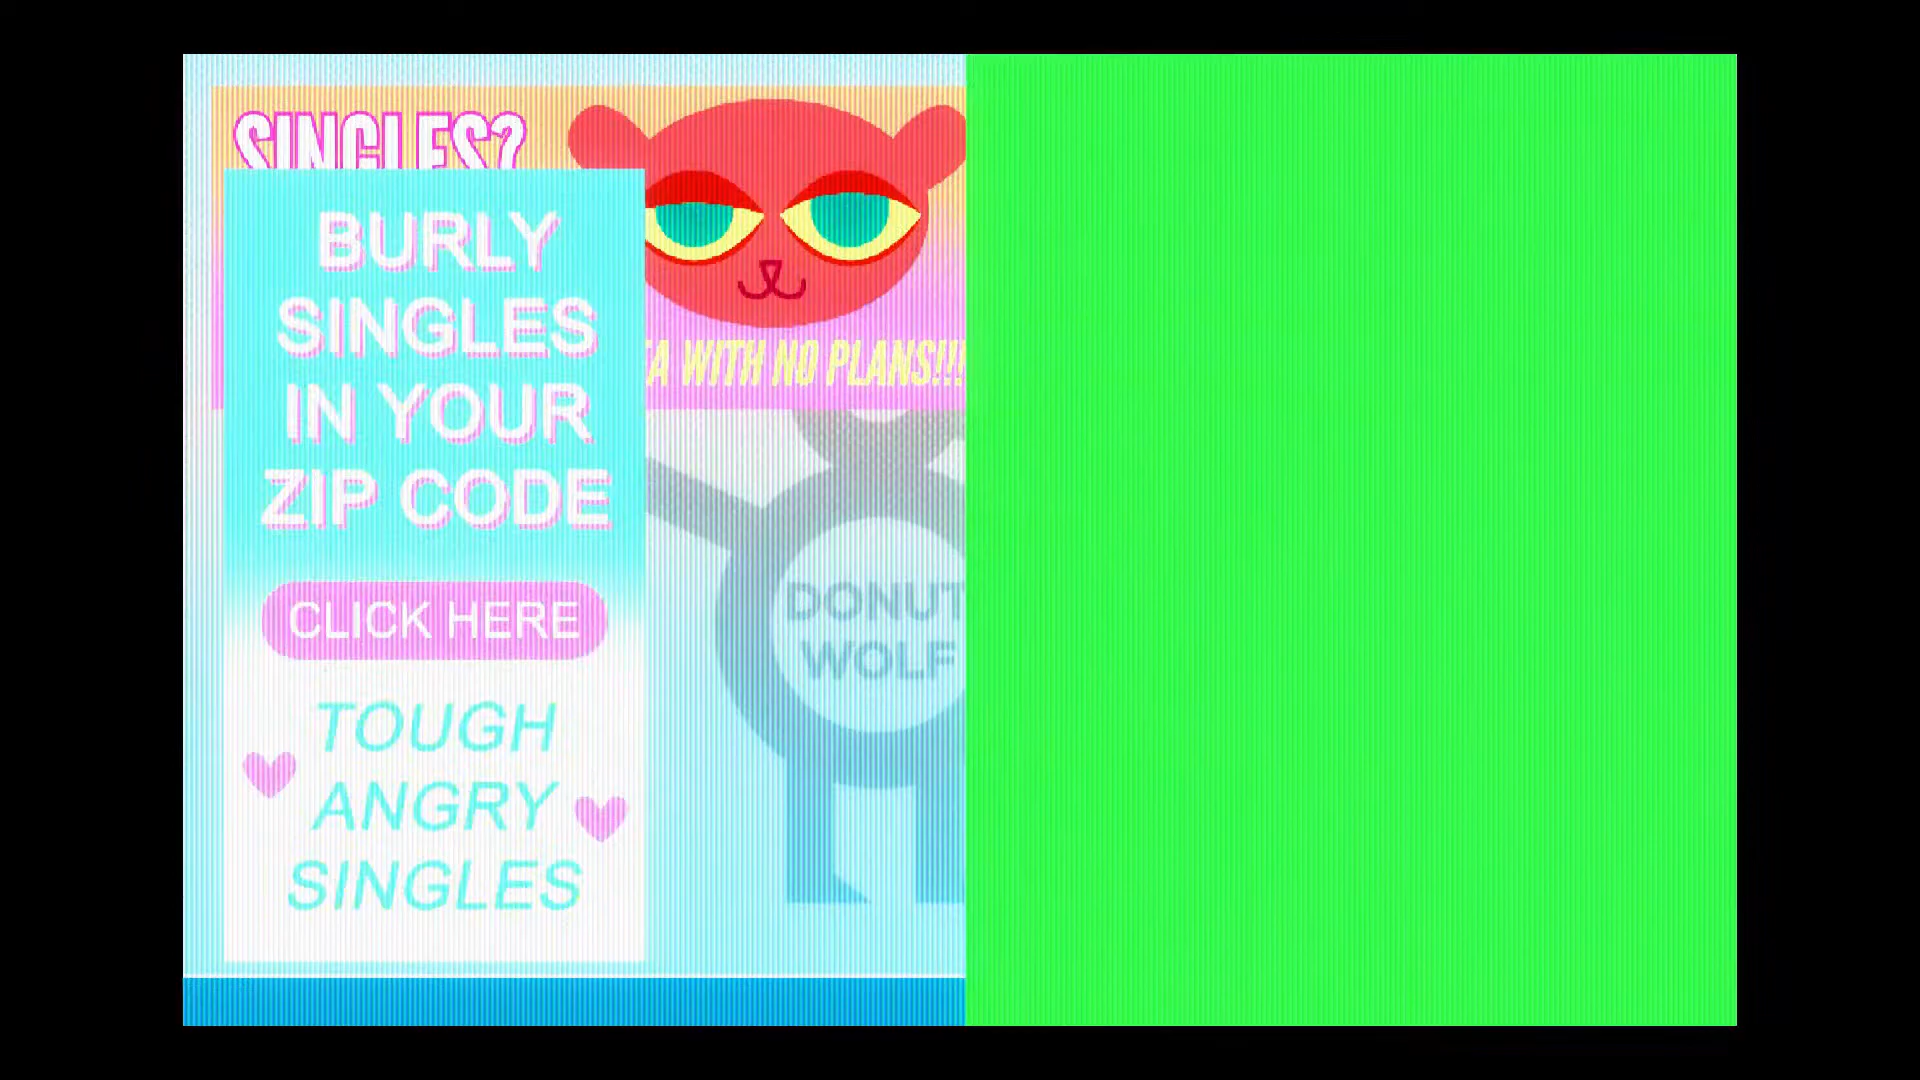 SINGLES?
BURLY
SINGLES
IN YOUR
ZIP CODE
WITH NO PLANS!!!
CLICK HERE
DONUT
WOLF
TOUGH
ANGRY
SINGLES